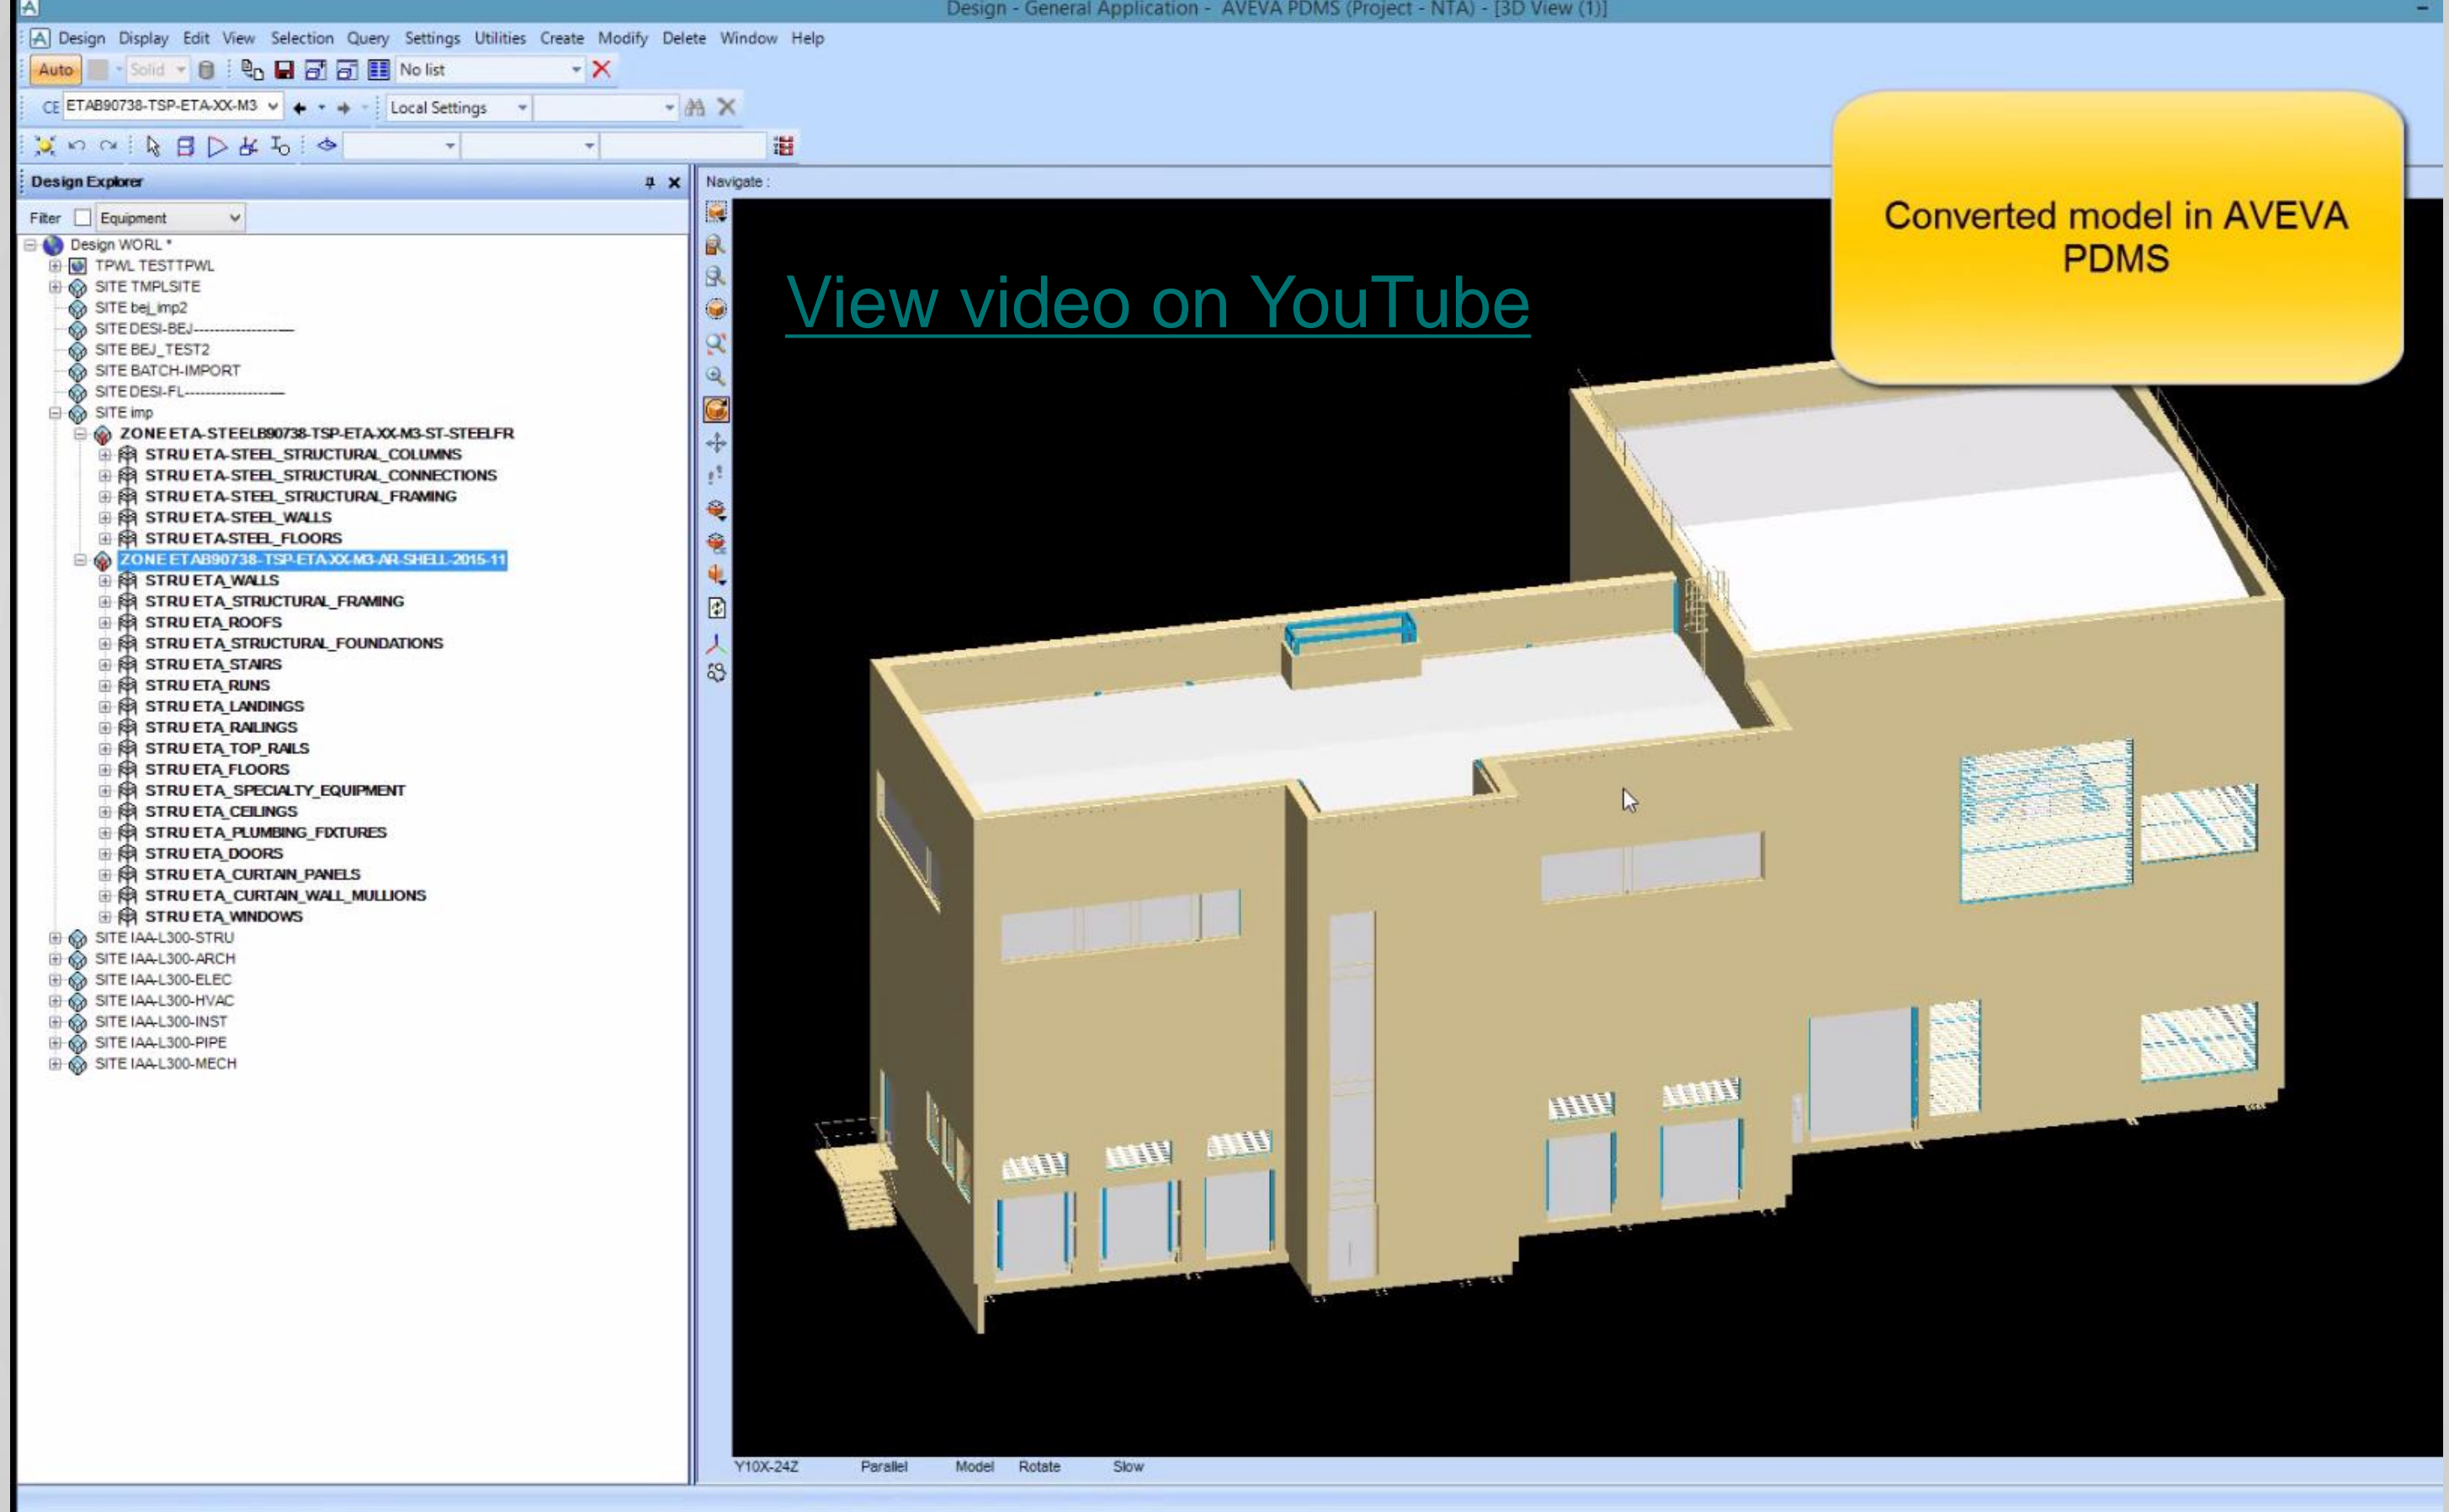 Design - General Application - AVEVA PDMS (Project - NTA) - [3D View (1)]
Design Display Edit View Selection Query Settings Utilities Create Modify Delete Window Help
Auto Solid No list
CE ETAB90738-TSP-ETA-XX-M3 Local Settings
Design Explorer
Navigate :
Filter Equipment
Design WORL *
TPWL TESTTPWL
SITE TMPLSITE
SITE bej_imp2
SITE DESI-BEJ-------------------
SITE BEJ_TEST2
SITE BATCH-IMPORT
SITE DESI-FL-------------------
SITE imp
ZONE ETA-STEELB90738-TSP-ETA-XX-M3-ST-STEELFR
STRU ETA-STEEL_STRUCTURAL_COLUMNS
STRU ETA-STEEL_STRUCTURAL_CONNECTIONS
STRU ETA-STEEL_STRUCTURAL_FRAMING
STRU ETA-STEEL_WALLS
STRU ETA-STEEL_FLOORS
ZONE ETAB90738-TSP-ETA-XX-M3-AR-SHELL-2015-11
STRU ETA_WALLS
STRU ETA_STRUCTURAL_FRAMING
STRU ETA_ROOFS
STRU ETA_STRUCTURAL_FOUNDATIONS
STRU ETA_STAIRS
STRU ETA_RUNS
STRU ETA_LANDINGS
STRU ETA_RAILINGS
STRU ETA_TOP_RAILS
STRU ETA_FLOORS
STRU ETA_SPECIALTY_EQUIPMENT
STRU ETA_CEILINGS
STRU ETA_PLUMBING_FIXTURES
STRU ETA_DOORS
STRU ETA_CURTAIN_PANELS
STRU ETA_CURTAIN_WALL_MULLIONS
STRU ETA_WINDOWS
SITE IAA-L300-STRU
SITE IAA-L300-ARCH
SITE IAA-L300-ELEC
SITE IAA-L300-HVAC
SITE IAA-L300-INST
SITE IAA-L300-PIPE
SITE IAA-L300-MECH
View video on YouTube
Converted model in AVEVA
PDMS
Y10X-24Z Parallel Model Rotate Slow